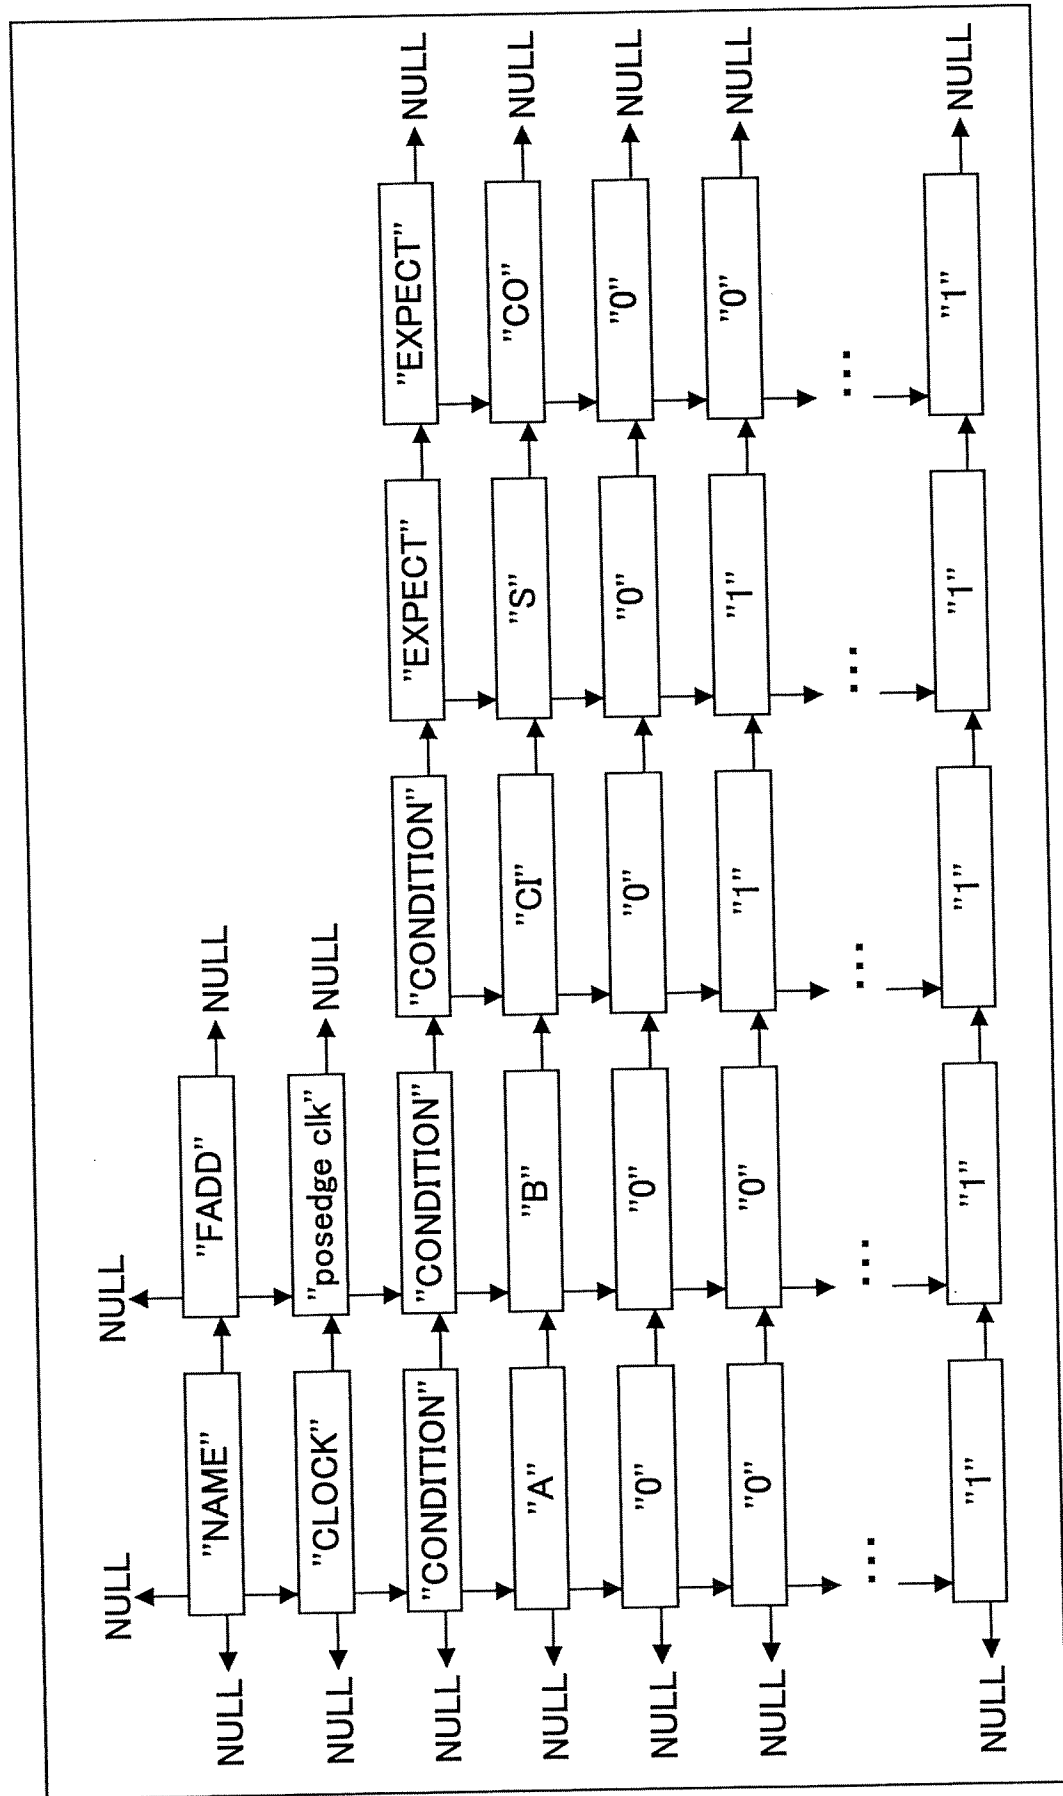 NULL NULL
NULL ”NAME” ”FADD” NULL
NULL ”CLOCK” ”posedge clk” NULL
NULL ”CONDITION” ”CONDITION” ”CONDITION” ”EXPECT” ”EXPECT” NULL
NULL ”A” ”B” ”CI” ”S” ”CO” NULL
NULL ”0” ”0” ”0” ”0” ”0” NULL
NULL ”0” ”0” ”1” ”1” ”0” NULL
... ... ... ... ...
NULL ”1” ”1” ”1” ”1” ”1” NULL